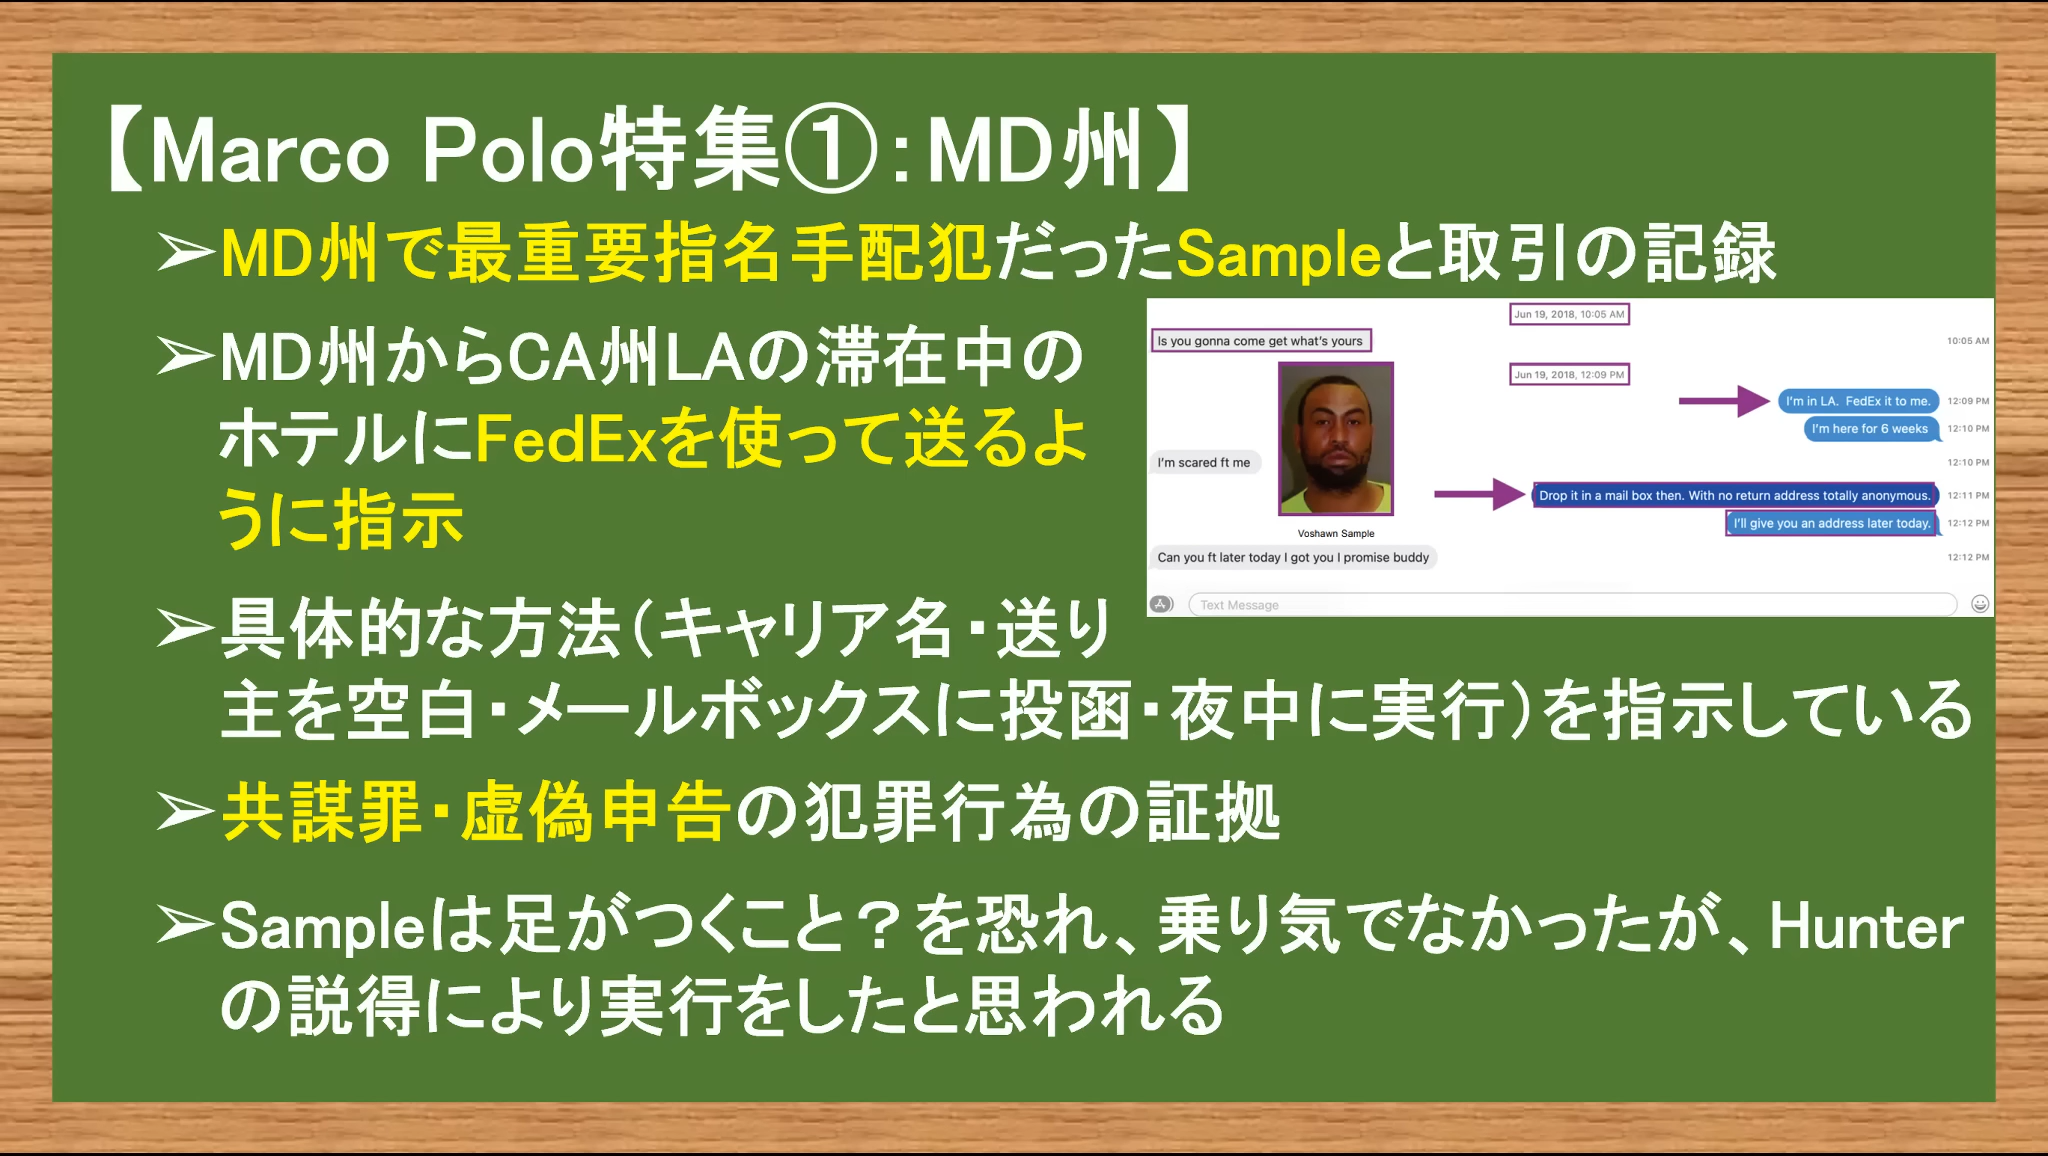 【Marco Polo特集①：MD州】
➢MD州で最重要指名手配犯だったSampleと取引の記録
➢MD州からCA州LAの滞在中の
ホテルにFedExを使って送るよ
うに指示
➢具体的な方法（キャリア名・送り
主を空白・メールボックスに投函・夜中に実行）を指示している
➢共謀罪・虚偽申告の犯罪行為の証拠
➢Sampleは足がつくこと？を恐れ、乗り気でなかったが、Hunter
の説得により実行をしたと思われる
Jun 19, 2018, 10:05 AM
Is you gonna come get what's yours 10:05 AM
Jun 19, 2018, 12:09 PM
I'm in LA. FedEx it to me. 12:09 PM
I'm here for 6 weeks 12:10 PM
I'm scared ft me 12:10 PM
Drop it in a mail box then. With no return address totally anonymous. 12:11 PM
I'll give you an address later today. 12:12 PM
Voshawn Sample
Can you ft later today I got you I promise buddy 12:12 PM
Text Message